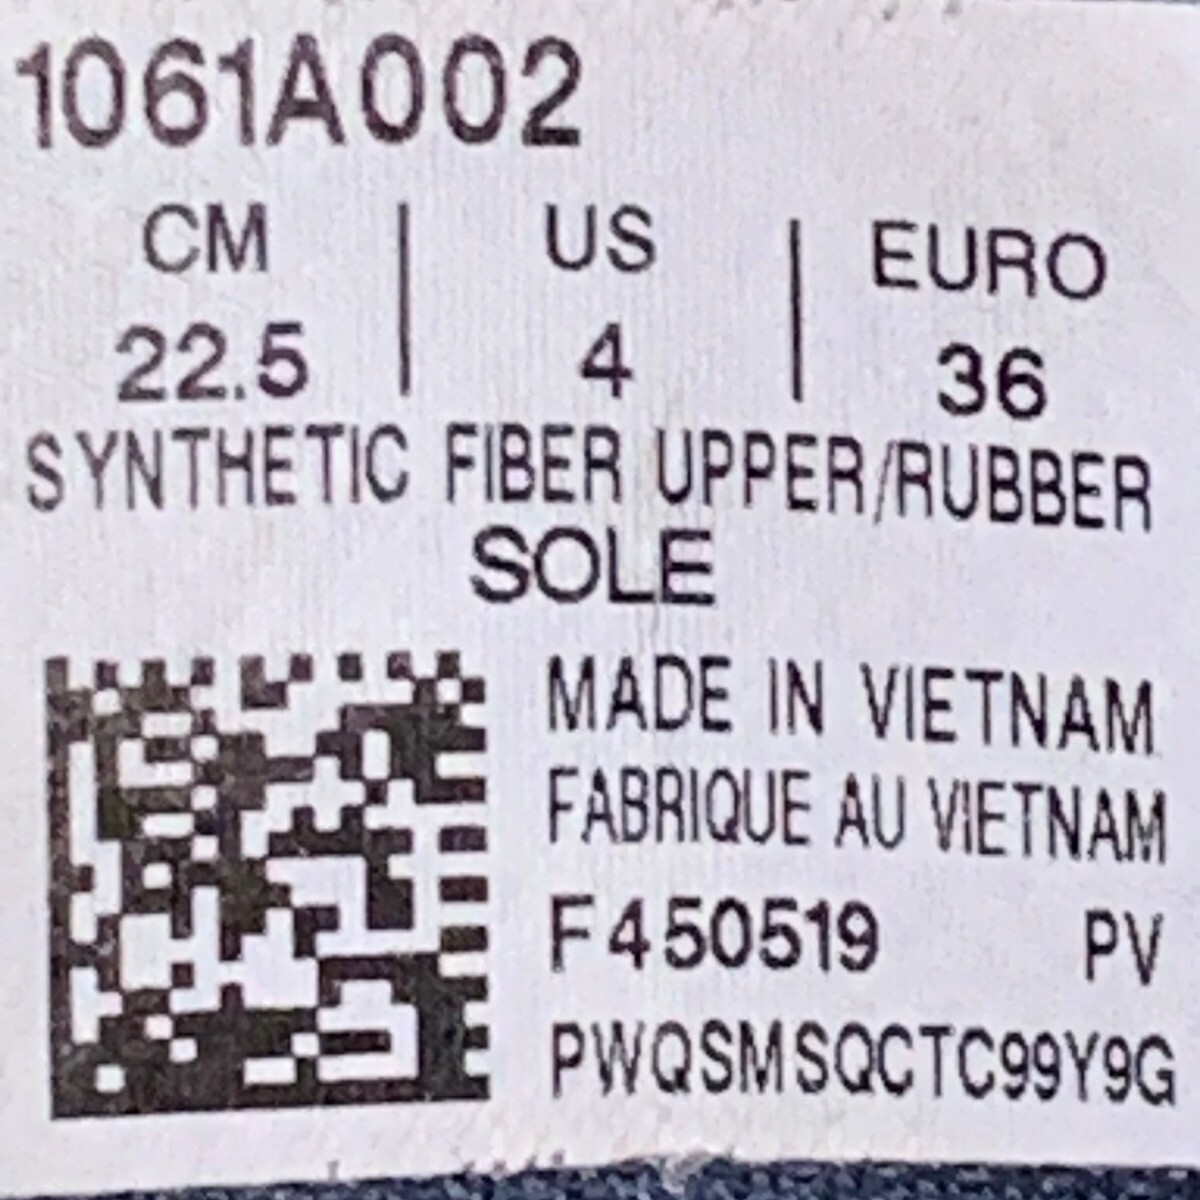 1061A002
CM | US | EURO
22.5 | 4 | 36
SYNTHETIC FIBER UPPER/RUBBER
SOLE
MADE IN VIETNAM
FABRIQUE AU VIETNAM
F450519 PV
PWQSMSQCTC99Y9G